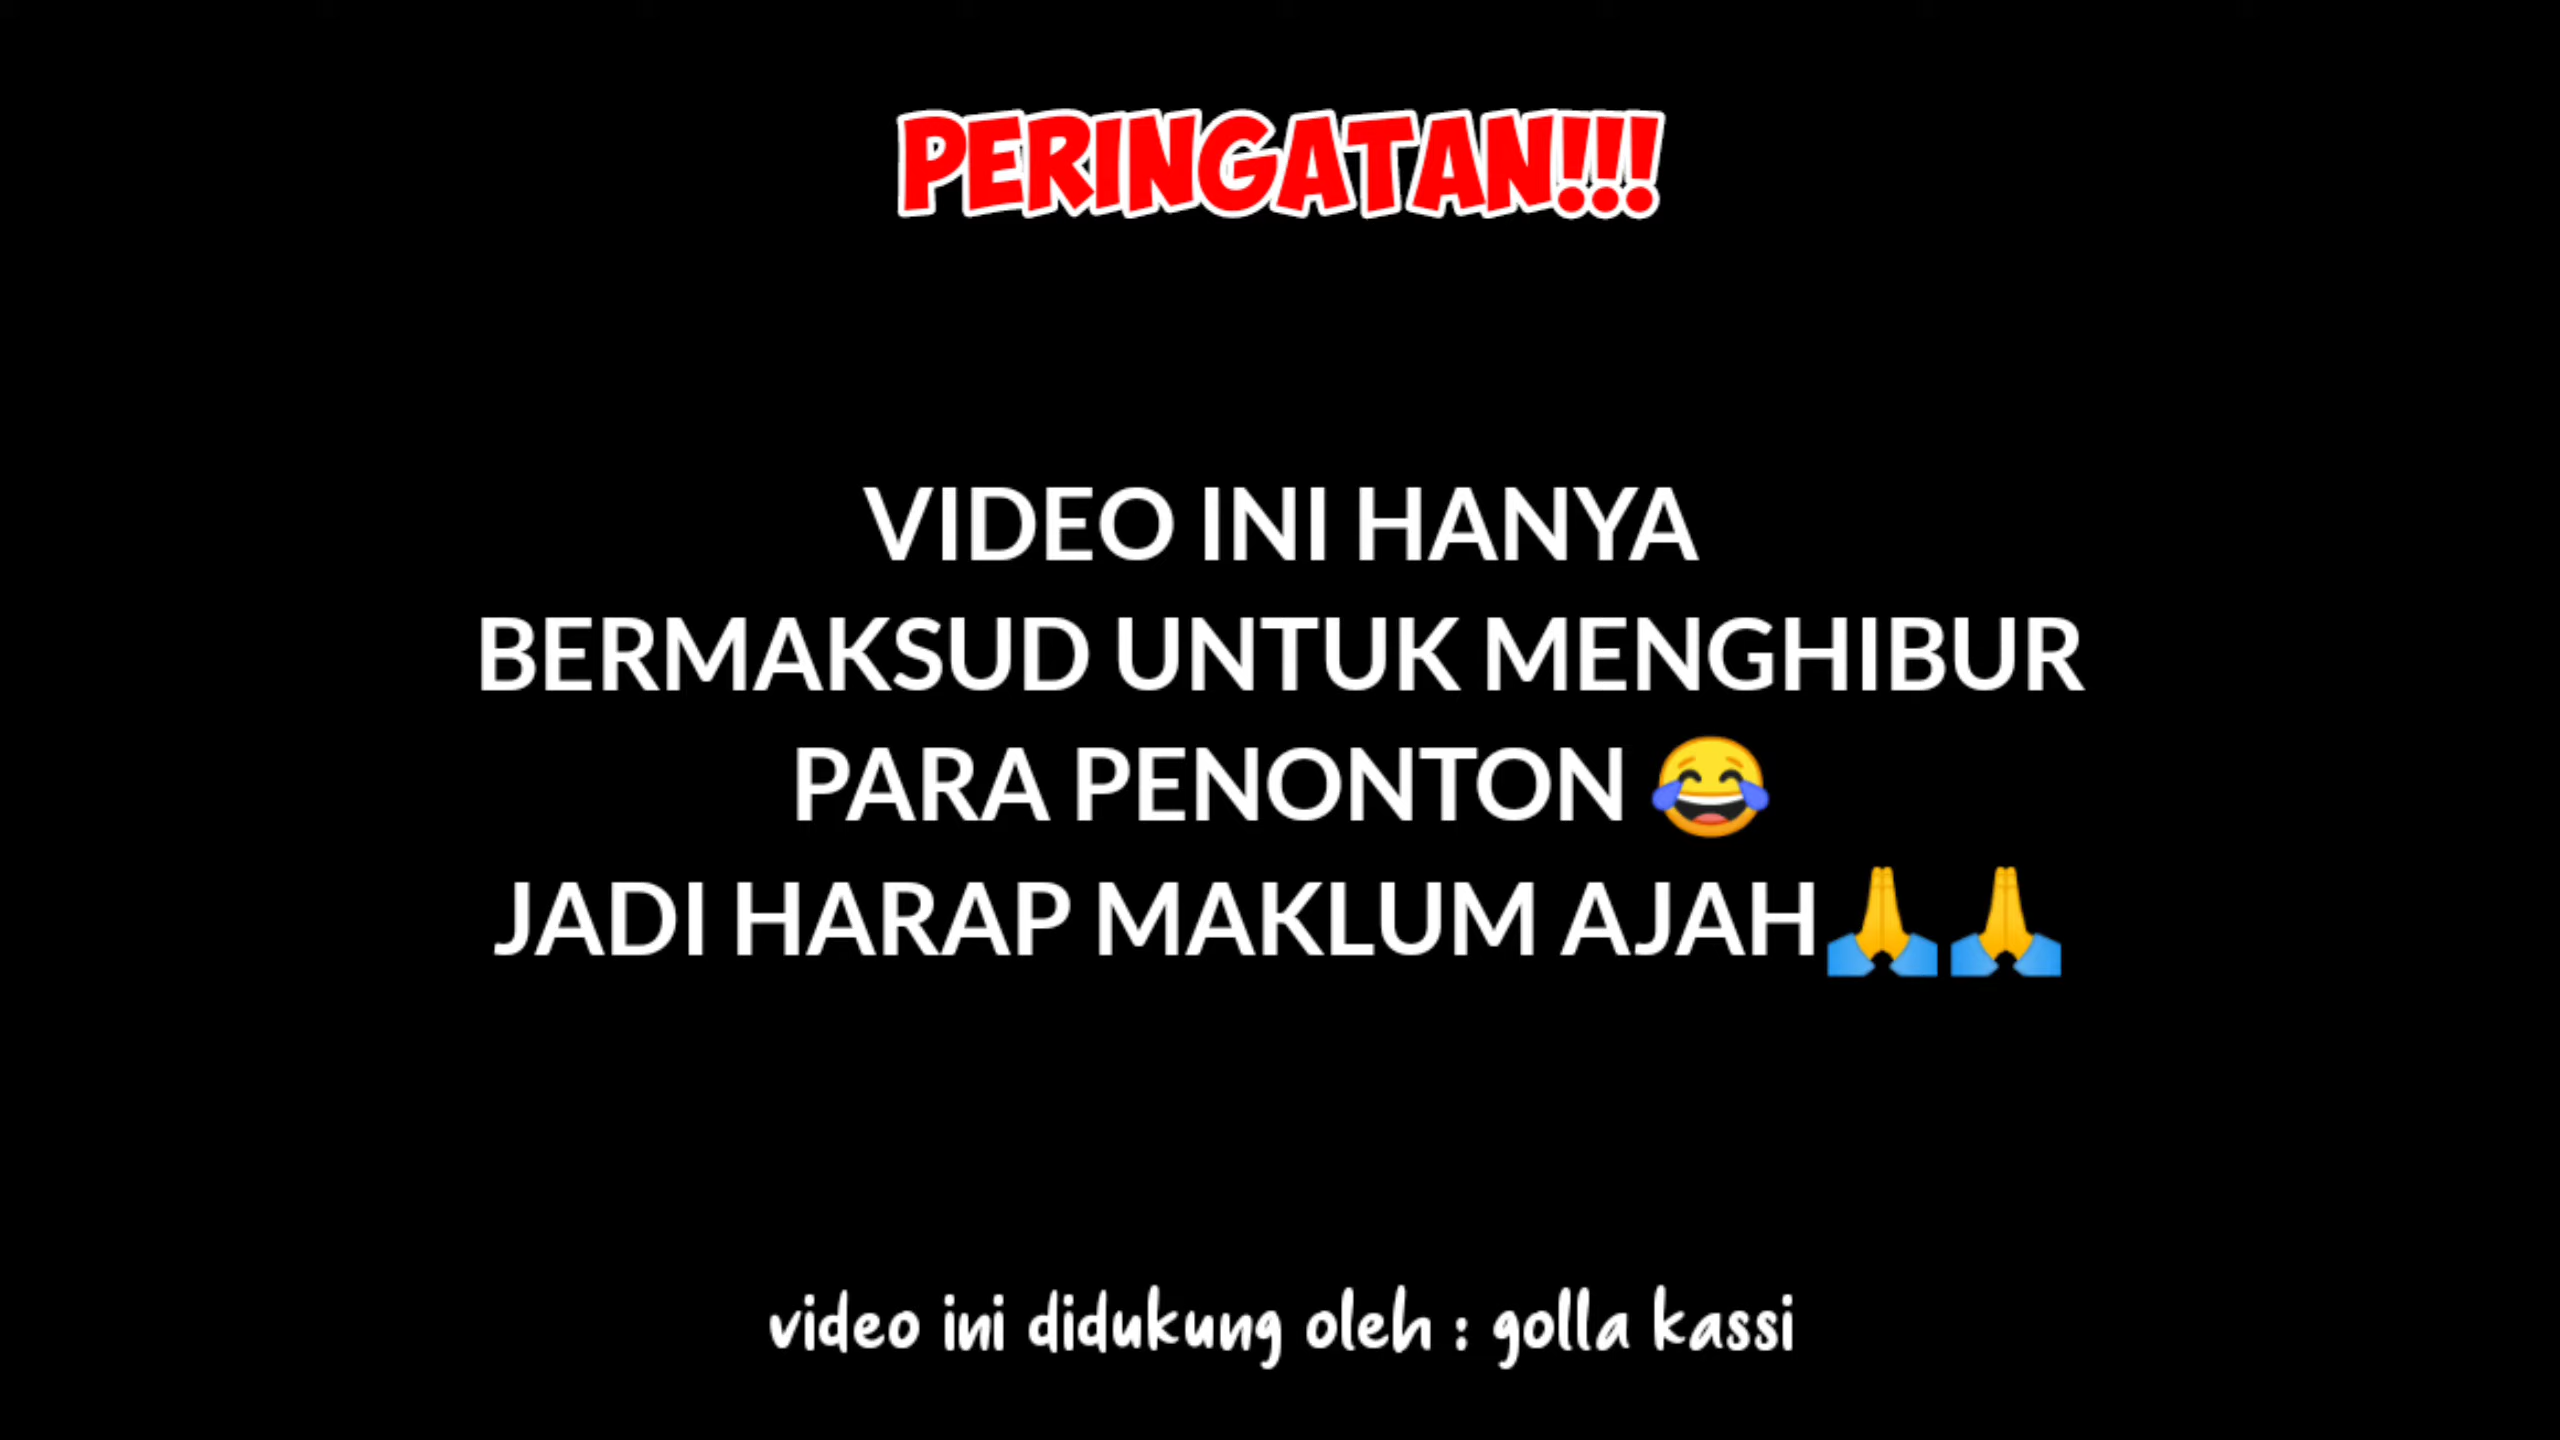 PERINGATAN!!!
VIDEO INI HANYA
BERMAKSUD UNTUK MENGHIBUR
PARA PENONTON 😂
JADI HARAP MAKLUM AJAH🙏🙏
video ini didukung oleh : golla kassi